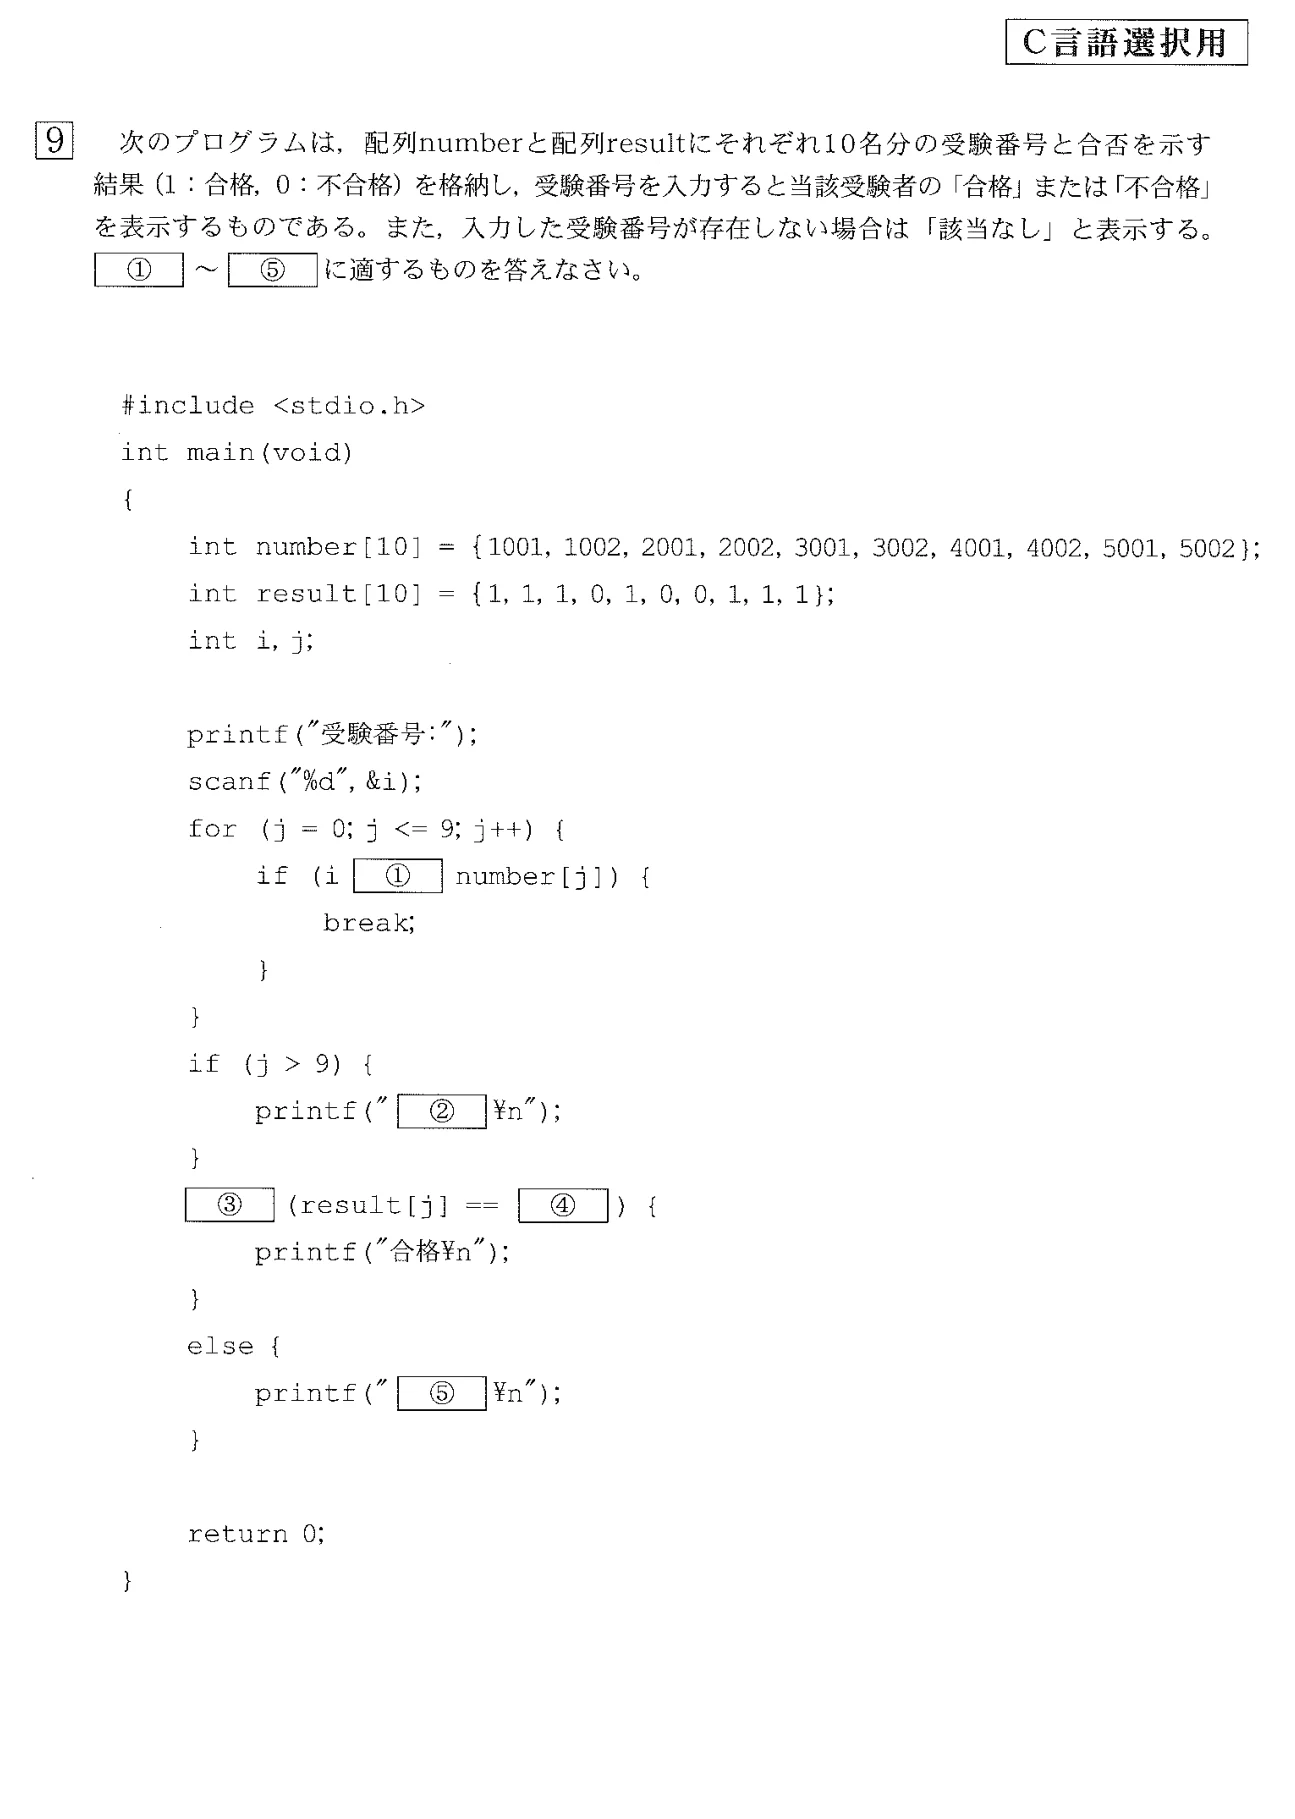 C言語選択用
9 次のプログラムは，配列numberと配列resultにそれぞれ10名分の受験番号と合否を示す
結果（1：合格，0：不合格）を格納し，受験番号を入力すると当該受験者の「合格」または「不合格」
を表示するものである。また，入力した受験番号が存在しない場合は「該当なし」と表示する。
① ～ ⑤ に適するものを答えなさい。
#include <stdio.h>
int main(void)
{
int number[10] = {1001, 1002, 2001, 2002, 3001, 3002, 4001, 4002, 5001, 5002};
int result[10] = {1, 1, 1, 0, 1, 0, 0, 1, 1, 1};
int i, j;
printf("受験番号:");
scanf("%d", &i);
for (j = 0; j <= 9; j++) {
if (i ① number[j]) {
break;
}
}
if (j > 9) {
printf(" ② ¥n");
}
③ (result[j] == ④ ) {
printf("合格¥n");
}
else {
printf(" ⑤ ¥n");
}
return 0;
}